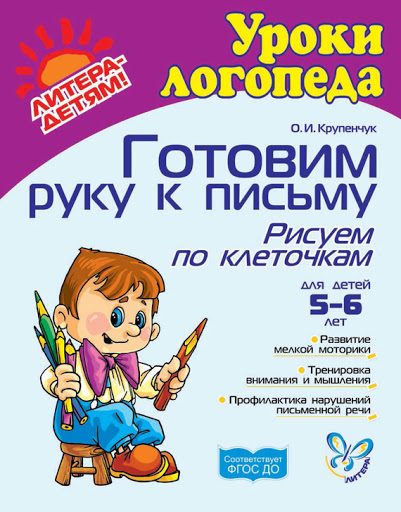 Уроки
логопеда
ЛИТЕРА-
ДЕТЯМ!
О. И. Крупенчук
Готовим
руку к письму
Рисуем
по клеточкам
для детей
5–6
лет
Развитие
мелкой моторики
Тренировка
внимания и мышления
Профилактика нарушений
письменной речи
Соответствует
ФГОС ДО
ЛИТЕРА